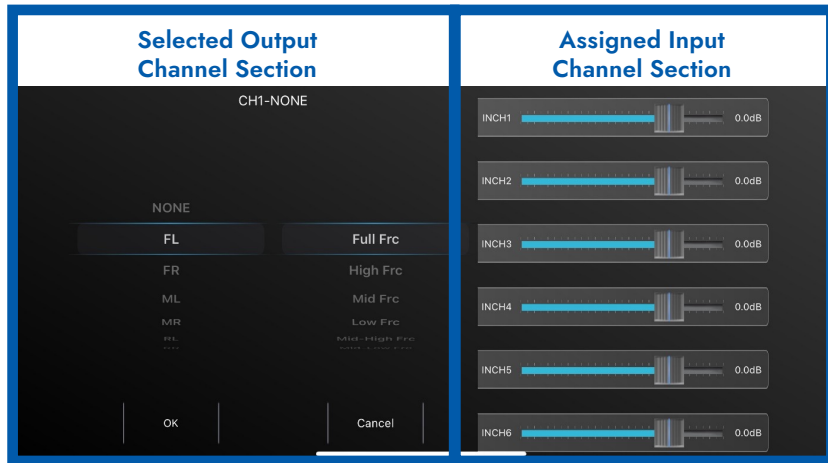 Selected Output
Channel Section
CH1-NONE
NONE
FL Full Frc
FR High Frc
ML Mid Frc
MR Low Frc
RL Mid-High Frc
OK Cancel
Assigned Input
Channel Section
INCH1 0.0dB
INCH2 0.0dB
INCH3 0.0dB
INCH4 0.0dB
INCH5 0.0dB
INCH6 0.0dB